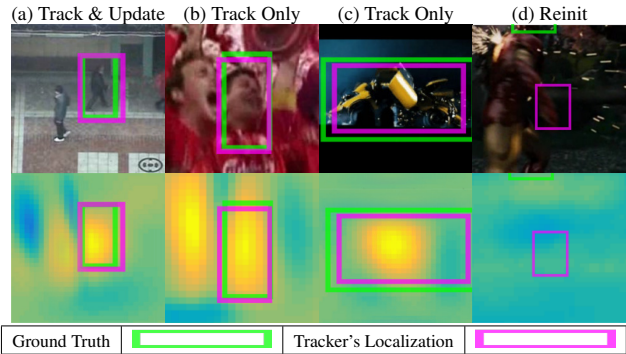 (a) Track & Update (b) Track Only (c) Track Only (d) Reinit
Ground Truth Tracker's Localization